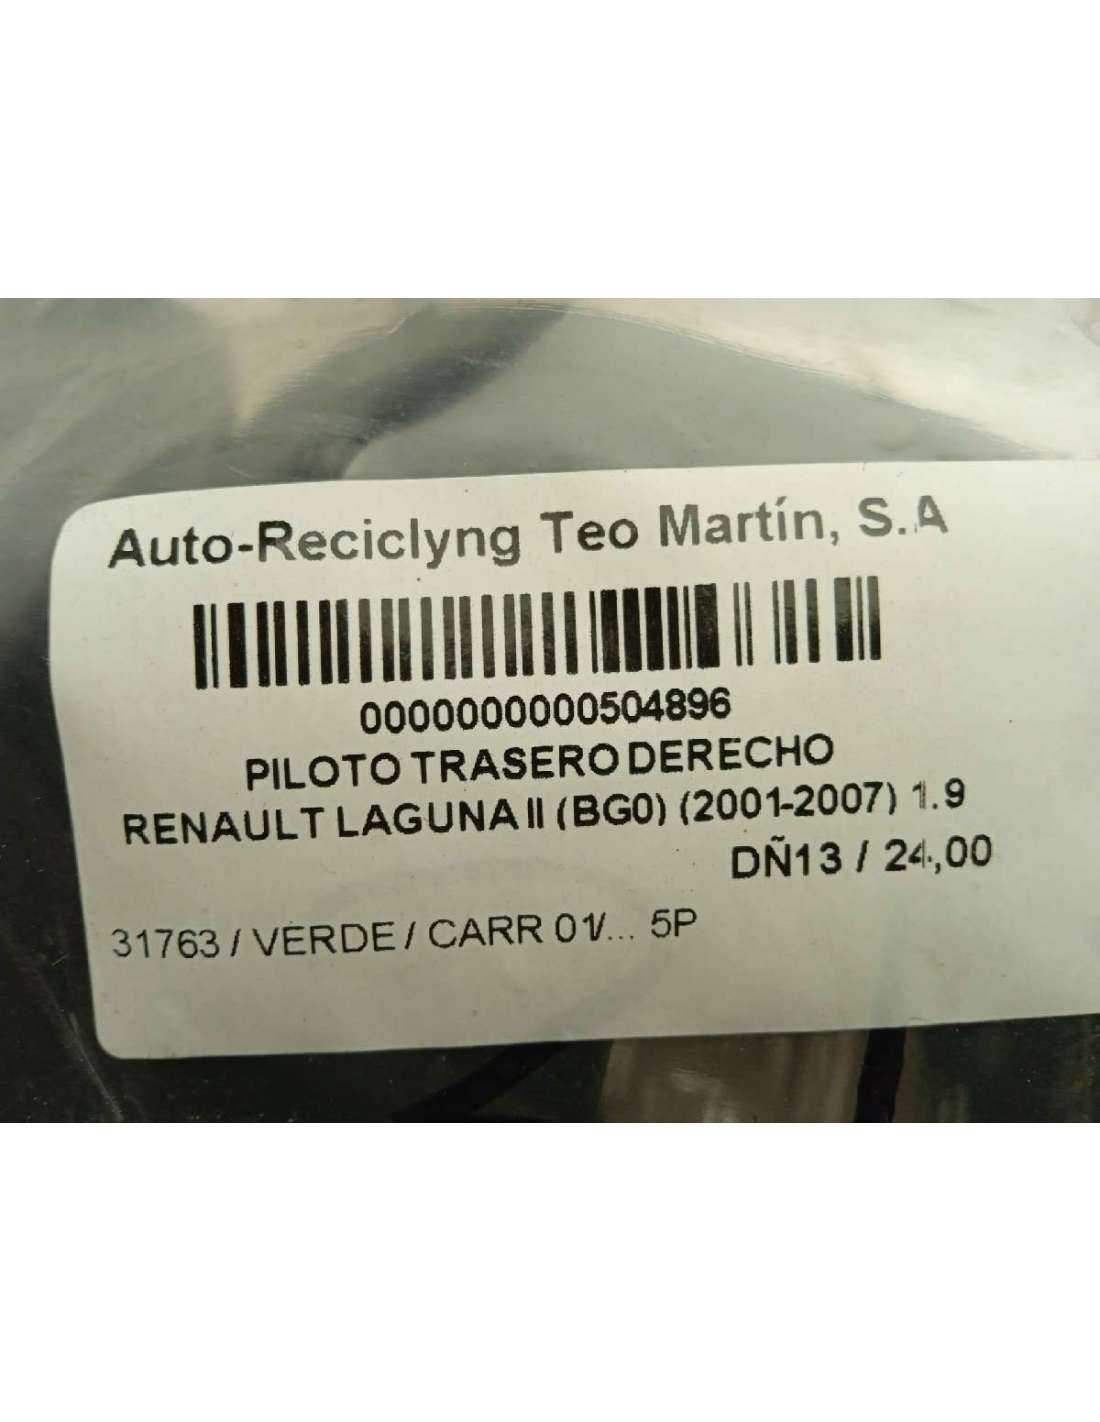 Auto-Reciclyng Teo Martín, S.A
0000000000504896
PILOTO TRASERO DERECHO
RENAULT LAGUNA II (BG0) (2001-2007) 1.9
DÑ13 / 24,00
31763 / VERDE / CARR 01/... 5P